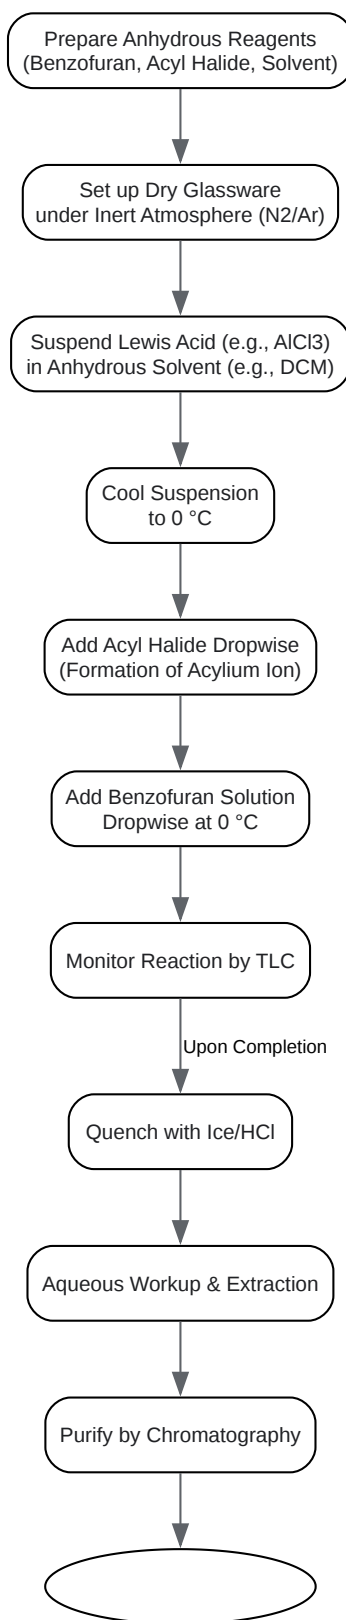 Prepare Anhydrous Reagents
(Benzofuran, Acyl Halide, Solvent)
Set up Dry Glassware
under Inert Atmosphere (N2/Ar)
Suspend Lewis Acid (e.g., AlCl3)
in Anhydrous Solvent (e.g., DCM)
Cool Suspension
to 0 °C
Add Acyl Halide Dropwise
(Formation of Acylium Ion)
Add Benzofuran Solution
Dropwise at 0 °C
Monitor Reaction by TLC
Upon Completion
Quench with Ice/HCl
Aqueous Workup & Extraction
Purify by Chromatography